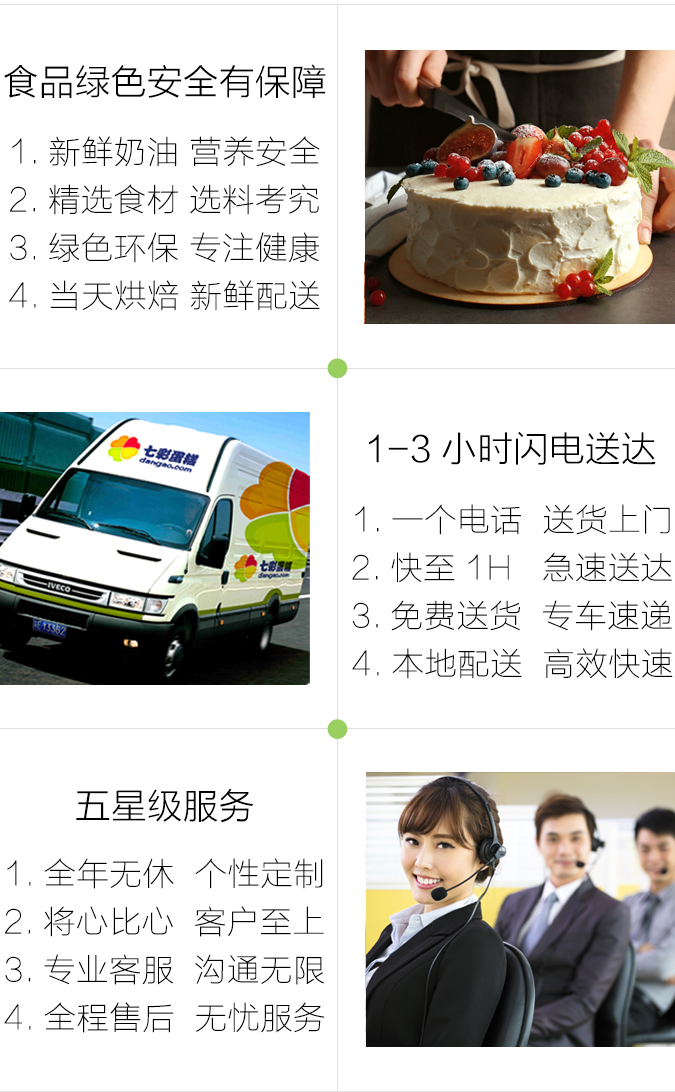 食品绿色安全有保障
1. 新鲜奶油 营养安全
2. 精选食材 选料考究
3. 绿色环保 专注健康
4. 当天烘焙 新鲜配送
七彩蛋糕
dangao.com
七彩蛋糕
dangao.com
IVECO
1-3 小时闪电送达
1. 一个电话 送货上门
2. 快至 1H 急速送达
3. 免费送货 专车速递
4. 本地配送 高效快速
五星级服务
1. 全年无休 个性定制
2. 将心比心 客户至上
3. 专业客服 沟通无限
4. 全程售后 无忧服务